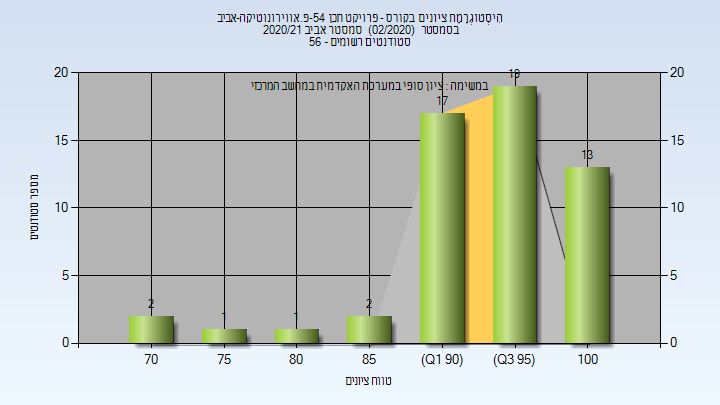 היסטוגרמת ציונים בקורס - פרויקט תכן 54-פ.אווירונוטיקה-אביב
בסמסטר (02/2020) סמסטר אביב 2020/21
סטודנטים רשומים - 56
במשימה : ציון סופי במערכת האקדמית במחשב המרכזי
מספר סטודנטים
20
15
10
5
0
20
15
10
5
0
2
1
1
2
17
19
13
70
75
80
85
(Q1 90)
(Q3 95)
100
טווח ציונים